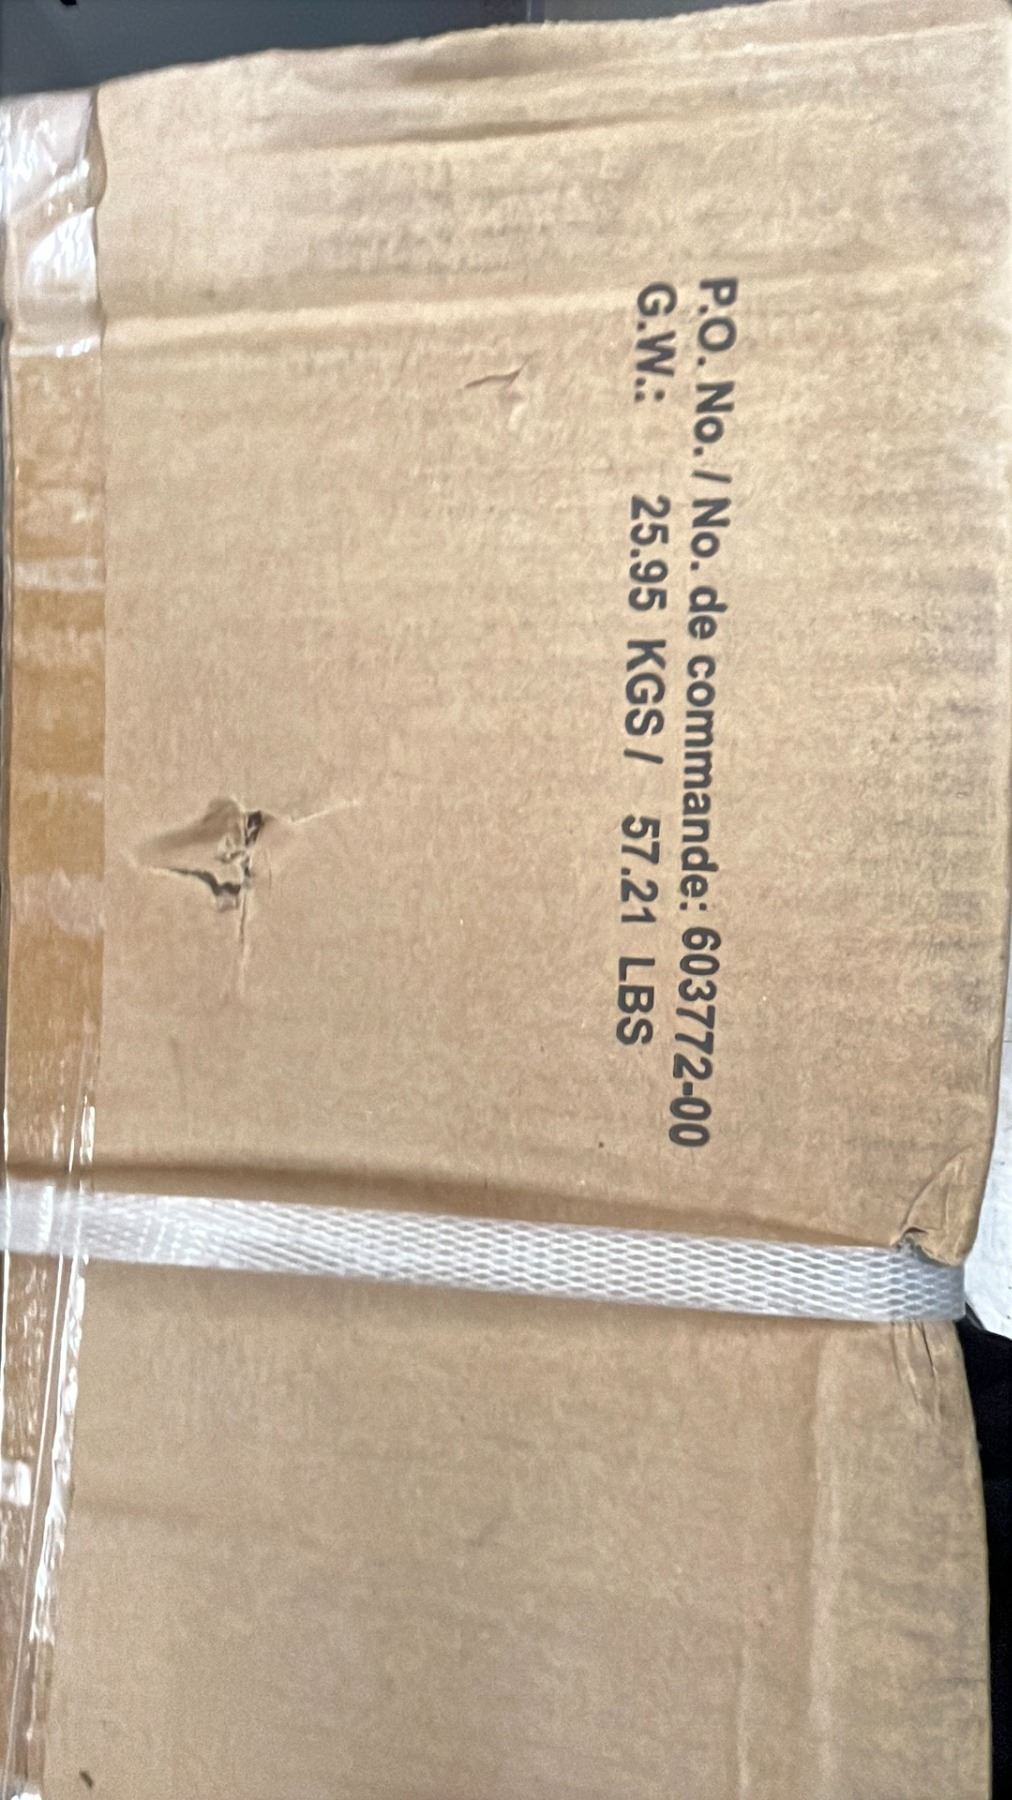 P.O. No. / No. de commande: 603772-00
G.W.: 25.95 KGS / 57.21 LBS